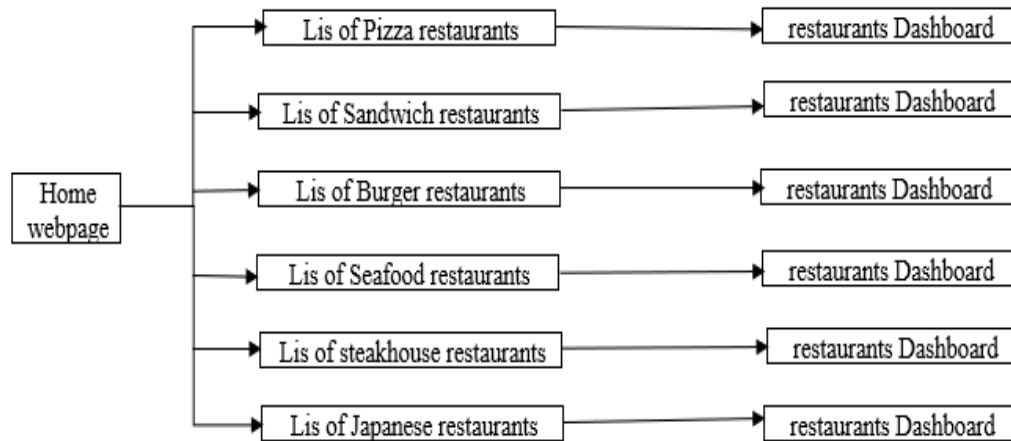 Lis of Pizza restaurants
restaurants Dashboard
Lis of Sandwich restaurants
restaurants Dashboard
Home
webpage
Lis of Burger restaurants
restaurants Dashboard
Lis of Seafood restaurants
restaurants Dashboard
Lis of steakhouse restaurants
restaurants Dashboard
Lis of Japanese restaurants
restaurants Dashboard